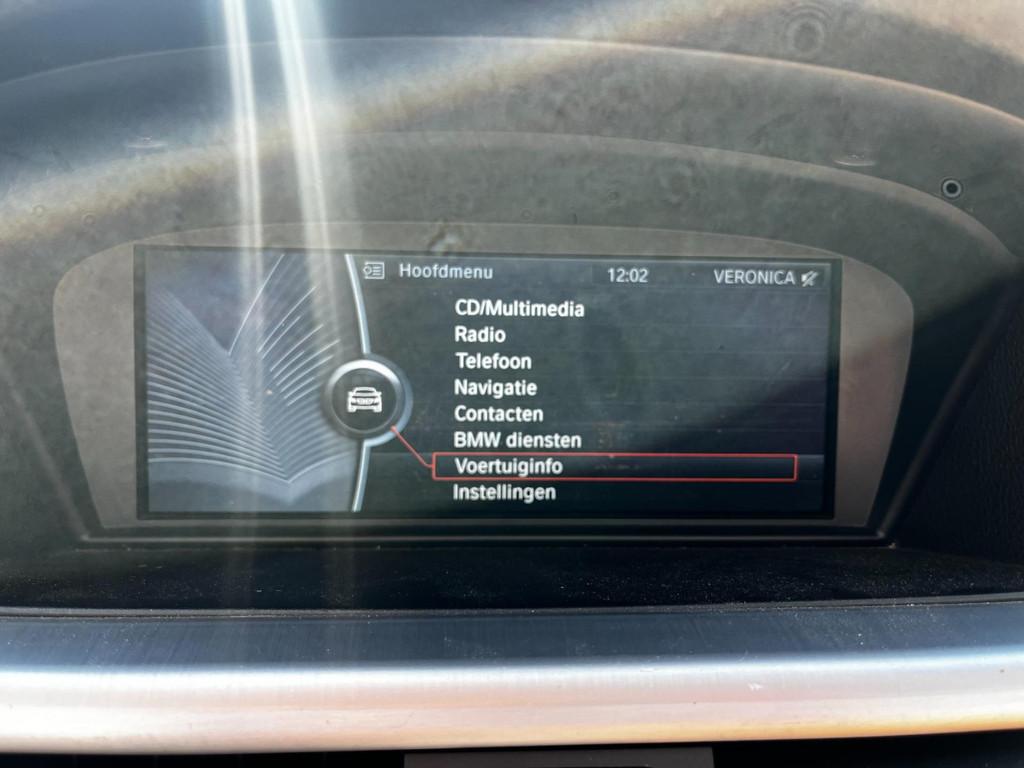 Hoofdmenu 12:02 VERONICA
CD/Multimedia
Radio
Telefoon
Navigatie
Contacten
BMW diensten
Voertuiginfo
Instellingen